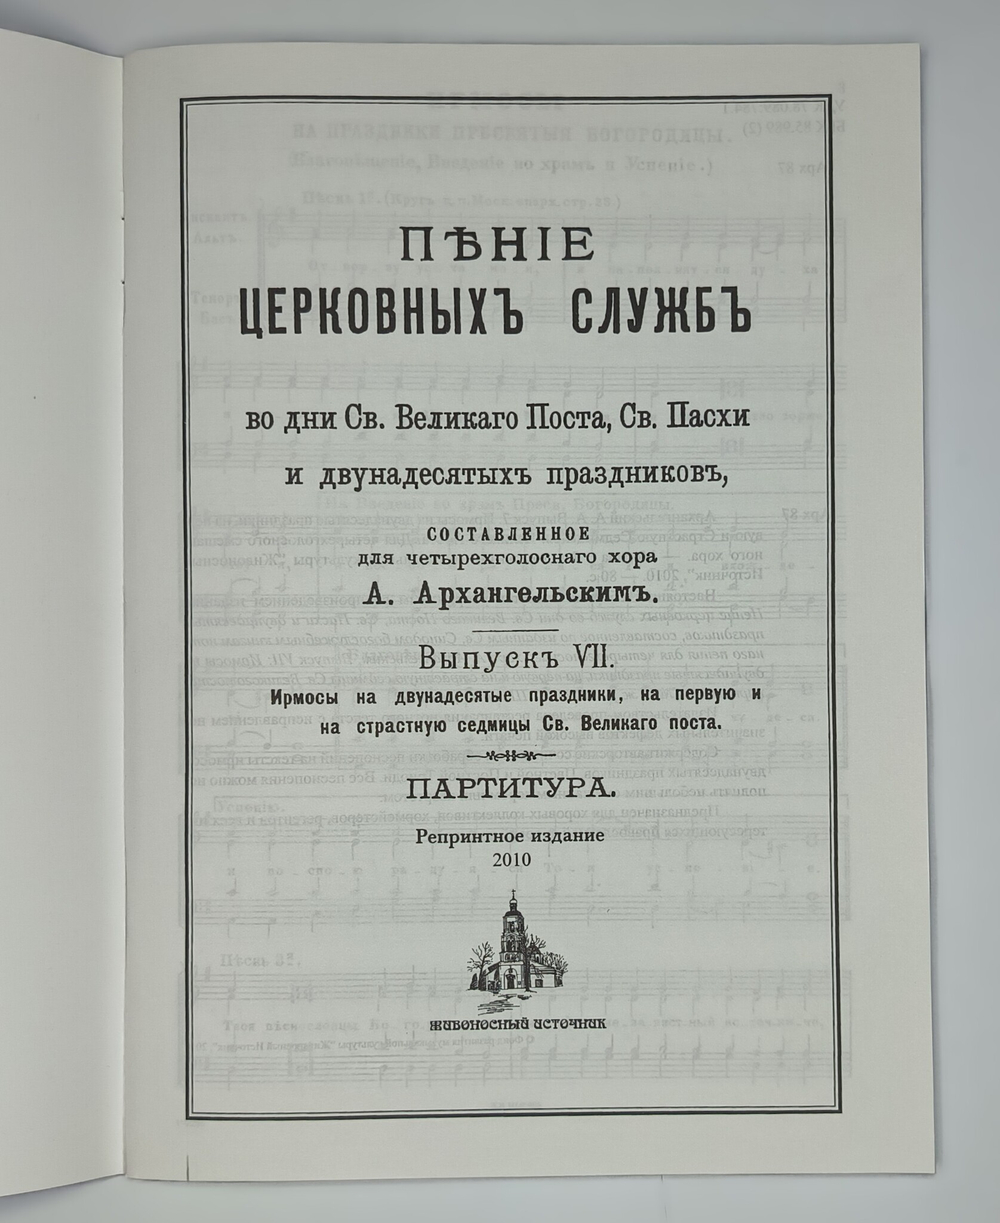 ПѢНІЕ
ЦЕРКОВНЫХЪ СЛУЖБЪ
во дни Св. Великаго Поста, Св. Пасхи
и двунадесятыхъ праздниковъ,
СОСТАВЛЕННОЕ
для четырехголоснаго хора
А. Архангельскимъ.
Выпускъ VII.
Ирмосы на двунадесятые праздники, на первую и
на страстную седмицы Св. Великаго поста.
ПАРТИТУРА.
Репринтное издание
2010
живоносный источник